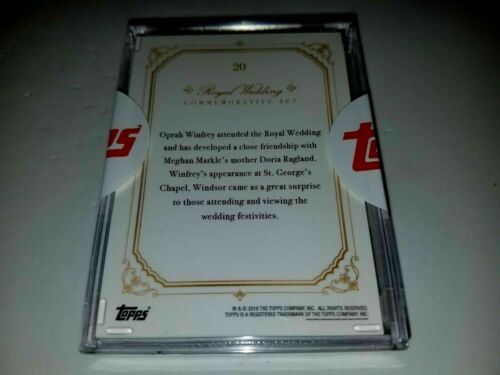 20
Royal Wedding
COMMEMORATIVE SET
Oprah Winfrey attended the Royal Wedding
and has developed a close friendship with
Meghan Markle's mother Doria Ragland.
Winfrey's appearance at St. George's
Chapel, Windsor came as a great surprise
to those attending and viewing the
wedding festivities.
topps
topps
Topps
® & © 2018 THE TOPPS COMPANY, INC. ALL RIGHTS RESERVED.
TOPPS IS A REGISTERED TRADEMARK OF THE TOPPS COMPANY, INC.